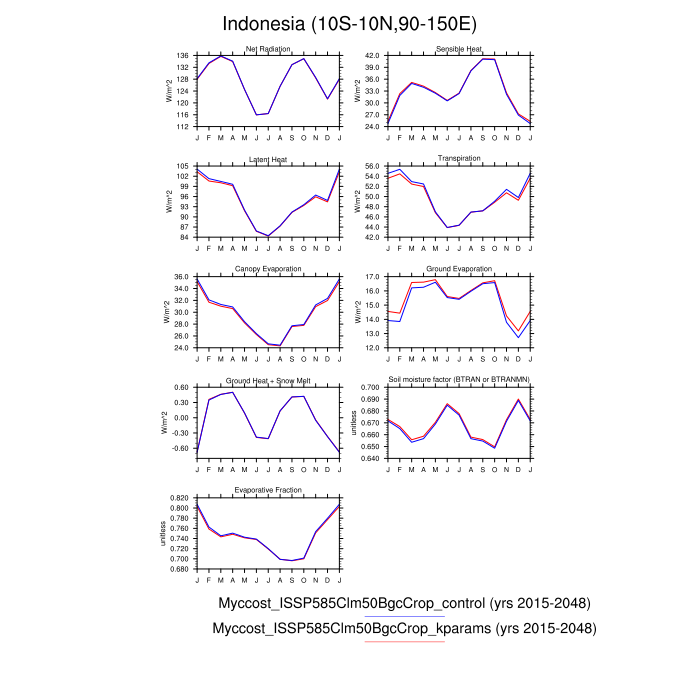 Indonesia (10S-10N,90-150E)
Net Radiation
W/m^2
136
132
128
124
120
116
112
J F M A M J J A S O N D J
Sensible Heat
W/m^2
42.0
39.0
36.0
33.0
30.0
27.0
24.0
J F M A M J J A S O N D J
Latent Heat
W/m^2
105
102
99
96
93
90
87
84
J F M A M J J A S O N D J
Transpiration
W/m^2
56.0
54.0
52.0
50.0
48.0
46.0
44.0
42.0
J F M A M J J A S O N D J
Canopy Evaporation
W/m^2
36.0
34.0
32.0
30.0
28.0
26.0
24.0
J F M A M J J A S O N D J
Ground Evaporation
W/m^2
17.0
16.0
15.0
14.0
13.0
12.0
J F M A M J J A S O N D J
Ground Heat + Snow Melt
W/m^2
0.60
0.30
0.00
-0.30
-0.60
J F M A M J J A S O N D J
Soil moisture factor (BTRAN or BTRANMN)
unitless
0.700
0.690
0.680
0.670
0.660
0.650
0.640
J F M A M J J A S O N D J
Evaporative Fraction
unitless
0.820
0.800
0.780
0.760
0.740
0.720
0.700
0.680
J F M A M J J A S O N D J
Myccost_ISSP585Clm50BgcCrop_control (yrs 2015-2048)
Myccost_ISSP585Clm50BgcCrop_kparams (yrs 2015-2048)